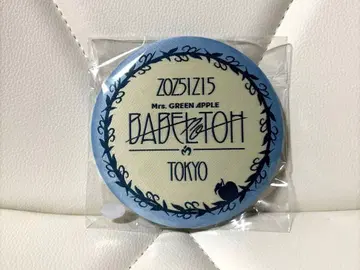 20251215
Mrs. GREEN APPLE
BABEL no TOH
TOKYO